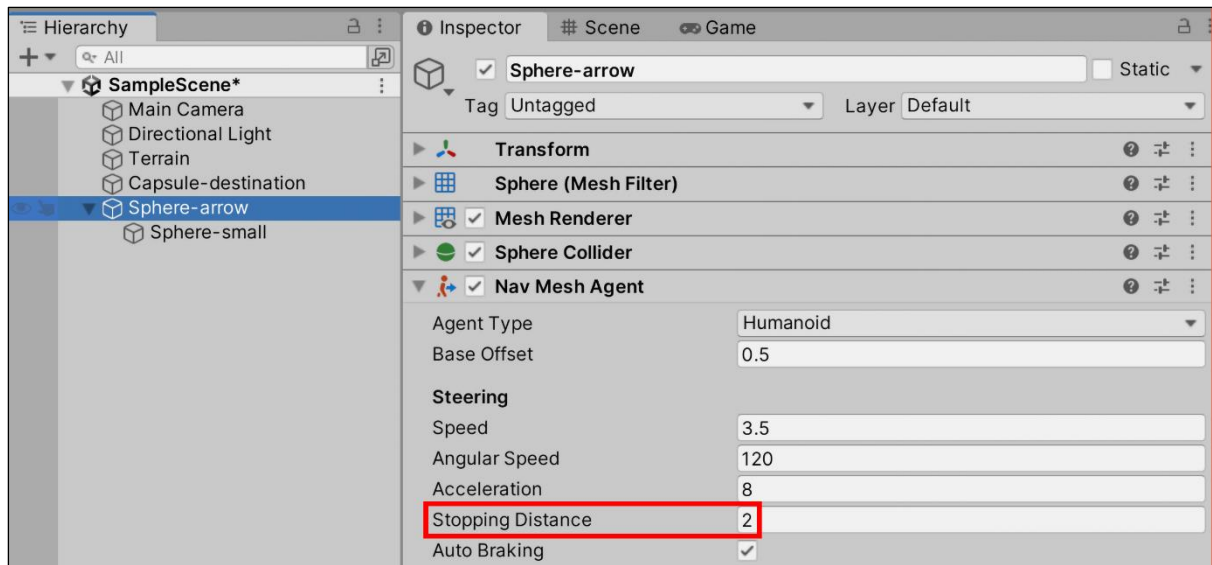 Hierarchy
All
SampleScene*
Main Camera
Directional Light
Terrain
Capsule-destination
Sphere-arrow
Sphere-small
Inspector
Scene
Game
Sphere-arrow
Static
Tag Untagged
Layer Default
Transform
Sphere (Mesh Filter)
Mesh Renderer
Sphere Collider
Nav Mesh Agent
Agent Type Humanoid
Base Offset 0.5
Steering
Speed 3.5
Angular Speed 120
Acceleration 8
Stopping Distance 2
Auto Braking